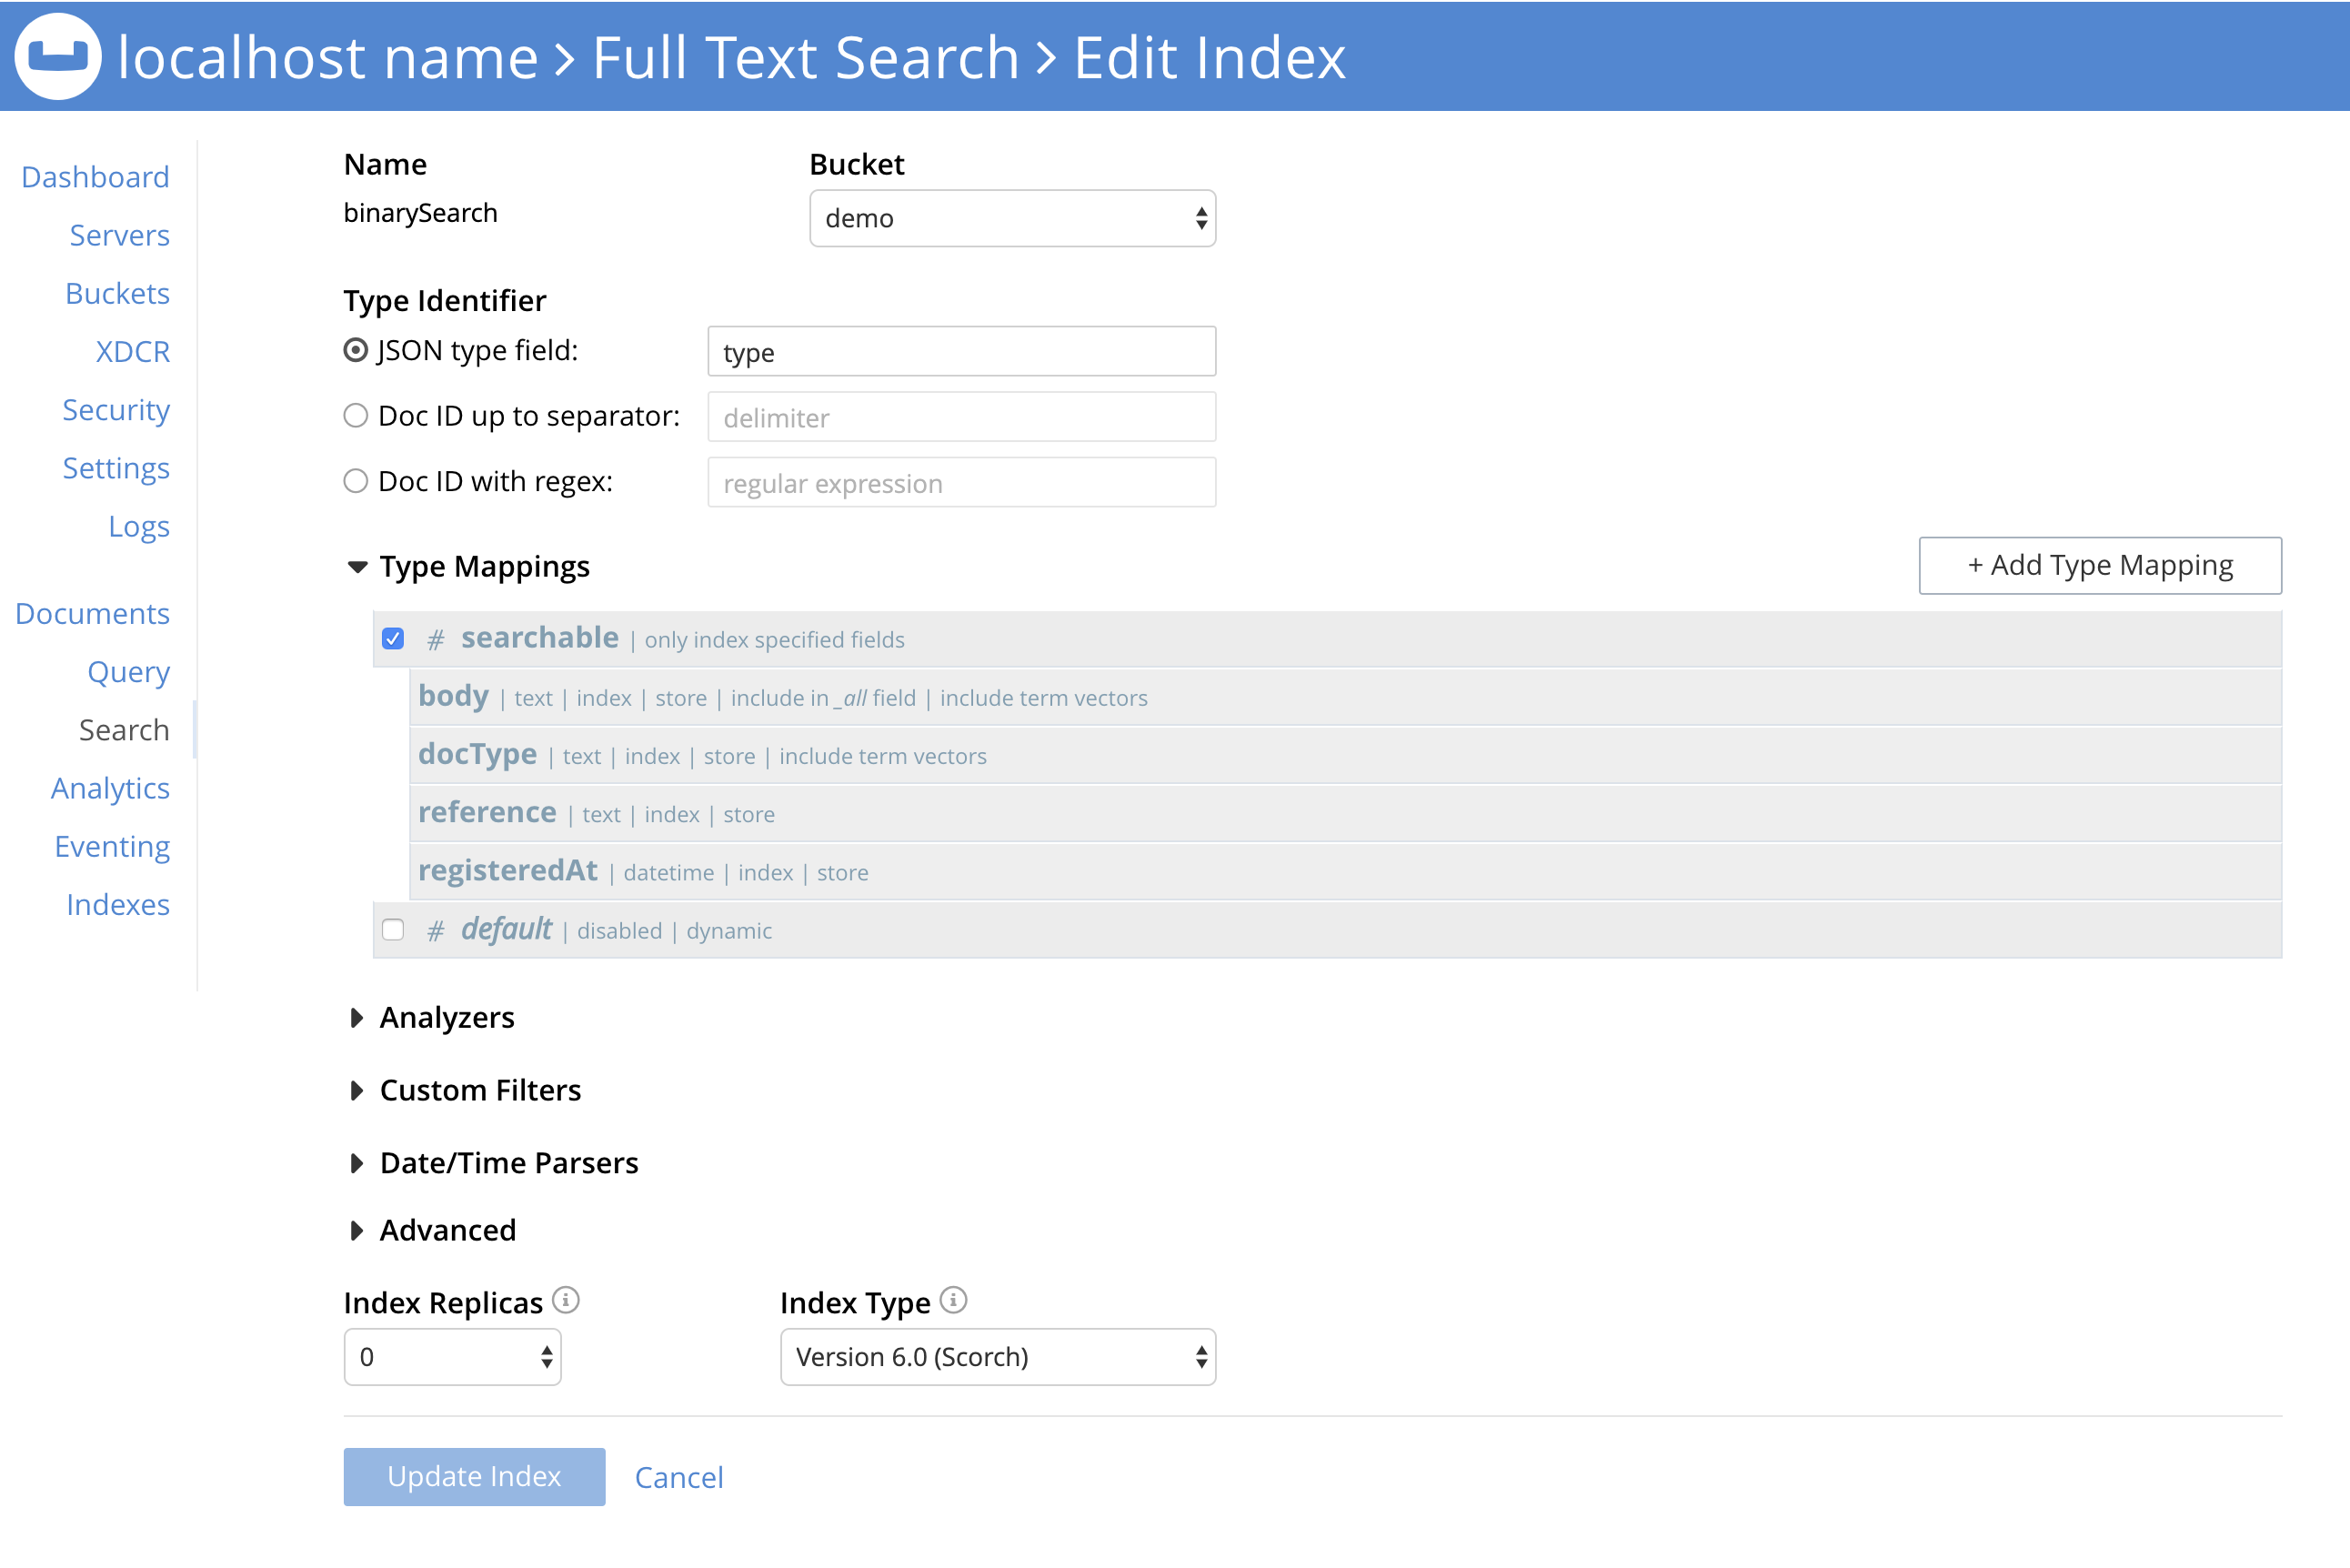 localhost name > Full Text Search > Edit Index
Dashboard
Servers
Buckets
XDCR
Security
Settings
Logs
Documents
Query
Search
Analytics
Eventing
Indexes
Name
binarySearch
Bucket
demo
Type Identifier
JSON type field: type
Doc ID up to separator: delimiter
Doc ID with regex: regular expression
Type Mappings
+ Add Type Mapping
# searchable | only index specified fields
body | text | index | store | include in _all field | include term vectors
docType | text | index | store | include term vectors
reference | text | index | store
registeredAt | datetime | index | store
# default | disabled | dynamic
Analyzers
Custom Filters
Date/Time Parsers
Advanced
Index Replicas
0
Index Type
Version 6.0 (Scorch)
Update Index
Cancel